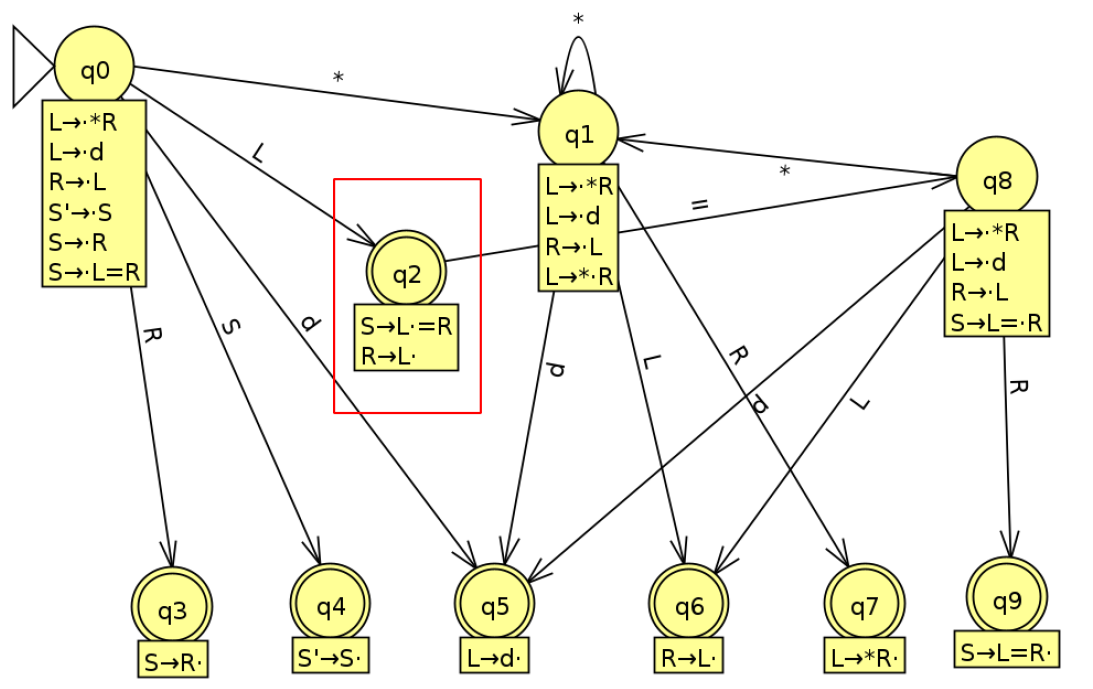 *
q0
*
q1
q8
L→·*R
L→·d
R→·L
S'→·S
S→·R
S→·L=R
L
*
L→·*R
L→·d
R→·L
L→*·R
=
L→·*R
L→·d
R→·L
S→L=·R
q2
S→L·=R
R→L·
R
S
d
d
L
R
d
L
R
q3
q4
q5
q6
q7
q9
S→R·
S'→S·
L→d·
R→L·
L→*R·
S→L=R·